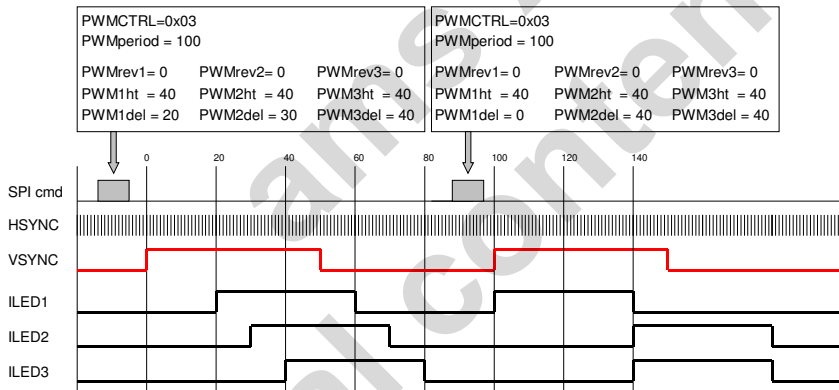 PWMCTRL=0x03
PWMperiod = 100
PWMrev1= 0 PWMrev2= 0 PWMrev3= 0
PWM1ht = 40 PWM2ht = 40 PWM3ht = 40
PWM1del = 20 PWM2del = 30 PWM3del = 40
PWMCTRL=0x03
PWMperiod = 100
PWMrev1= 0 PWMrev2= 0 PWMrev3= 0
PWM1ht = 40 PWM2ht = 40 PWM3ht = 40
PWM1del = 0 PWM2del = 40 PWM3del = 40
0 20 40 60 80 100 120 140
SPI cmd
HSYNC
VSYNC
ILED1
ILED2
ILED3
ams
al conten